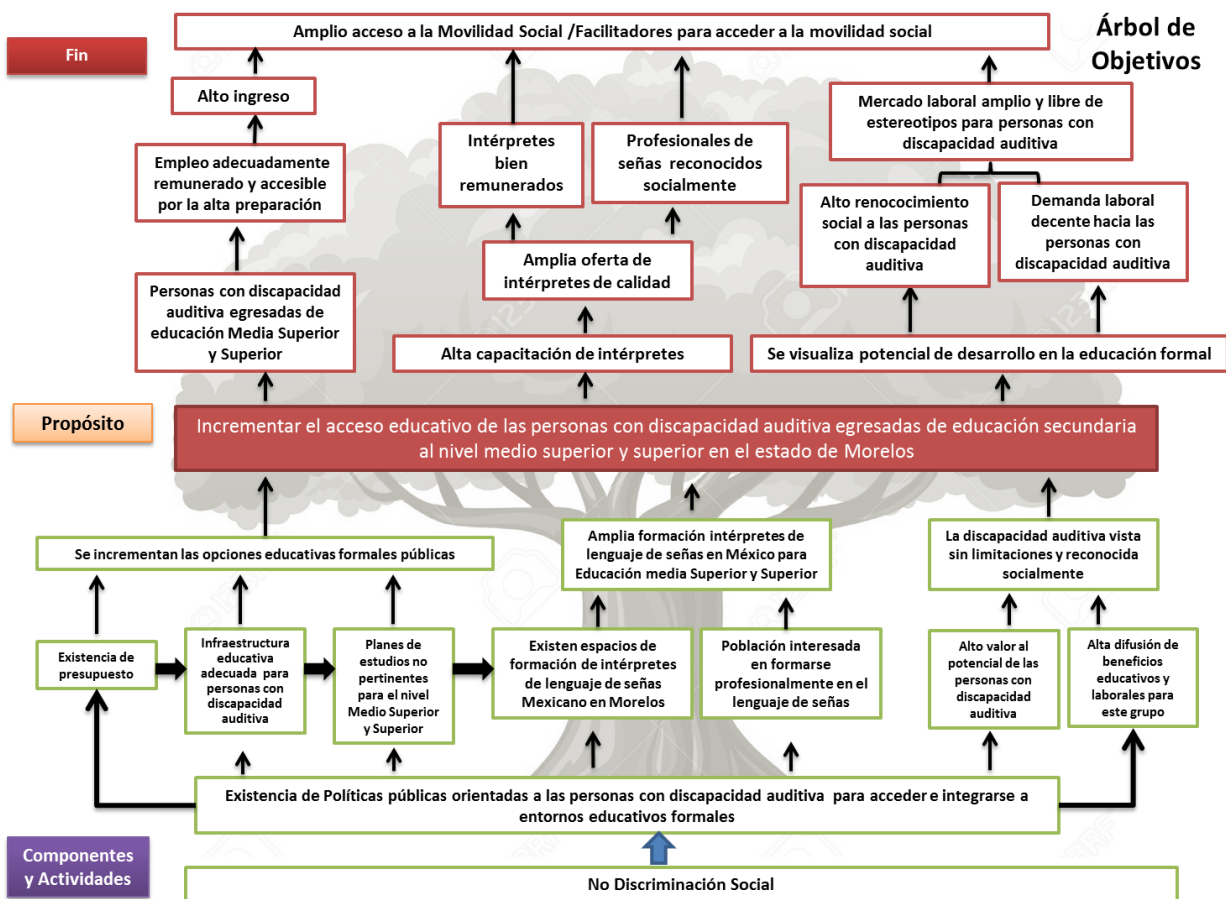 Árbol de
Objetivos
Fin
Amplio acceso a la Movilidad Social /Facilitadores para acceder a la movilidad social
Alto ingreso
Empleo adecuadamente
remunerado y accesible
por la alta preparación
Personas con discapacidad
auditiva egresadas de
educación Media Superior
y Superior
Intérpretes
bien
remunerados
Profesionales de
señas reconocidos
socialmente
Amplia oferta de
intérpretes de calidad
Alta capacitación de intérpretes
Mercado laboral amplio y libre de
estereotipos para personas con
discapacidad auditiva
Alto renococimiento
social a las personas
con discapacidad
auditiva
Demanda laboral
decente hacia las
personas con
discapacidad auditiva
Se visualiza potencial de desarrollo en la educación formal
Propósito
Incrementar el acceso educativo de las personas con discapacidad auditiva egresadas de educación secundaria
al nivel medio superior y superior en el estado de Morelos
Se incrementan las opciones educativas formales públicas
Amplia formación intérpretes de
lenguaje de señas en México para
Educación media Superior y Superior
La discapacidad auditiva vista
sin limitaciones y reconocida
socialmente
Existencia de
presupuesto
Infraestructura
educativa
adecuada para
personas con
discapacidad
auditiva
Planes de
estudios no
pertinentes
para el nivel
Medio Superior
y Superior
Existen espacios de
formación de intérpretes
de lenguaje de señas
Mexicano en Morelos
Población interesada
en formarse
profesionalmente en el
lenguaje de señas
Alto valor al
potencial de las
personas con
discapacidad
auditiva
Alta difusión de
beneficios
educativos y
laborales para
este grupo
Existencia de Políticas públicas orientadas a las personas con discapacidad auditiva para acceder e integrarse a
entornos educativos formales
Componentes
y Actividades
No Discriminación Social